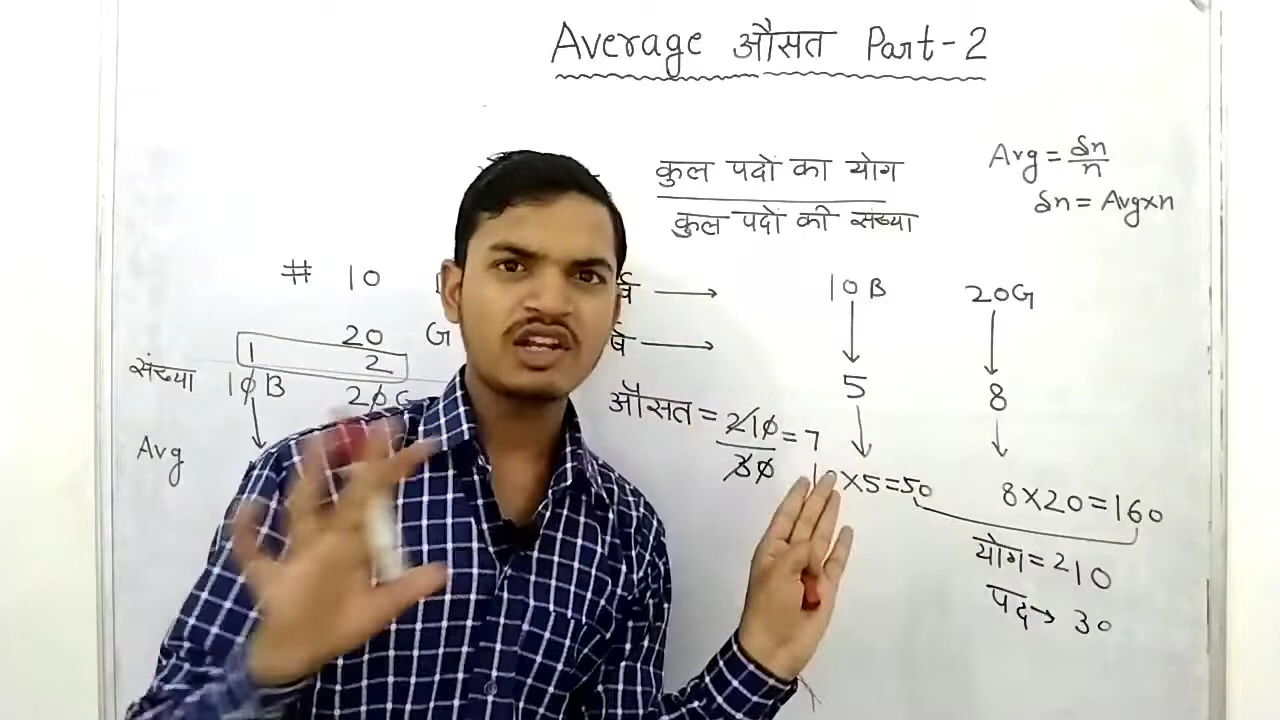 Average औसत Part-2
कुल पदो का योग
कुल पदो की संख्या
Avg = Sn/n
Sn = Avg×n
# 10
20 G
1 2
संख्या 10 B 20 G
Avg
10 B 20G
5 8
औसत = 210/30 = 7
×5=50
8×20=160
योग = 210
पद→ 30